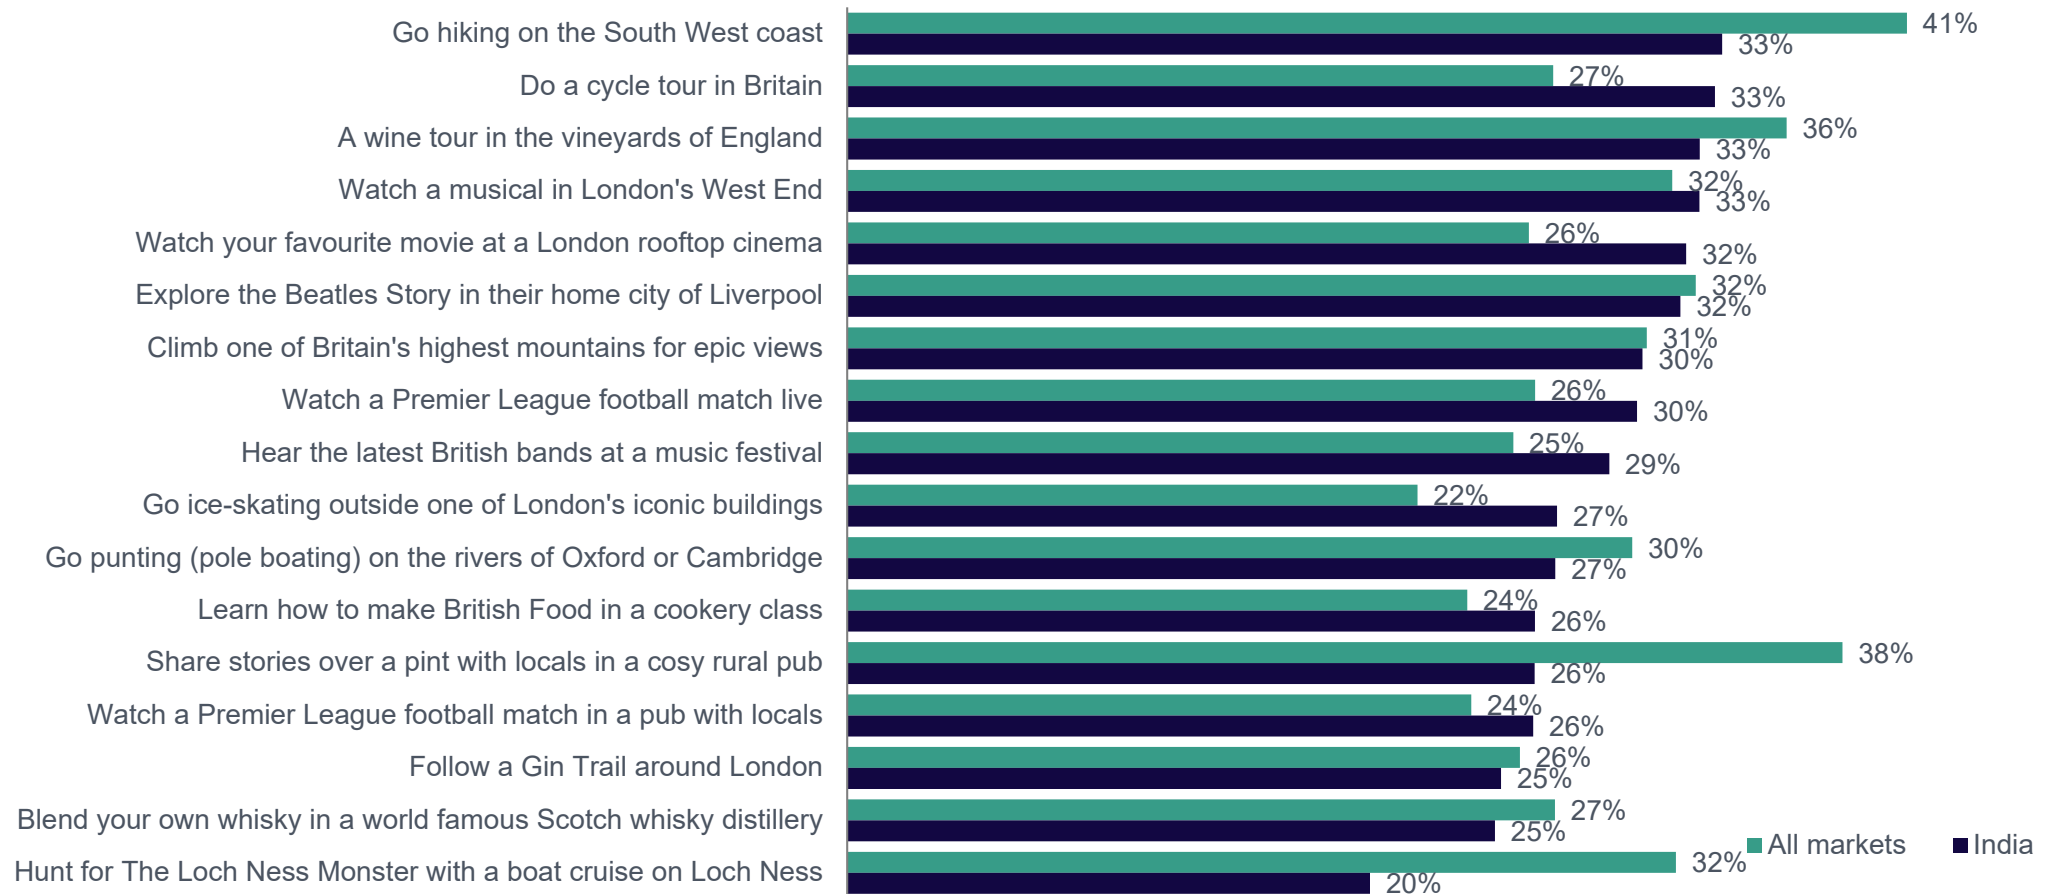 Go hiking on the South West coast 41%
33%
Do a cycle tour in Britain 27%
33%
A wine tour in the vineyards of England 36%
33%
Watch a musical in London's West End 32%
33%
Watch your favourite movie at a London rooftop cinema 26%
32%
Explore the Beatles Story in their home city of Liverpool 32%
32%
Climb one of Britain's highest mountains for epic views 31%
30%
Watch a Premier League football match live 26%
30%
Hear the latest British bands at a music festival 25%
29%
Go ice-skating outside one of London's iconic buildings 22%
27%
Go punting (pole boating) on the rivers of Oxford or Cambridge 30%
27%
Learn how to make British Food in a cookery class 24%
26%
Share stories over a pint with locals in a cosy rural pub 38%
26%
Watch a Premier League football match in a pub with locals 24%
26%
Follow a Gin Trail around London 26%
25%
Blend your own whisky in a world famous Scotch whisky distillery 27%
25%
All markets India
Hunt for The Loch Ness Monster with a boat cruise on Loch Ness 32%
20%